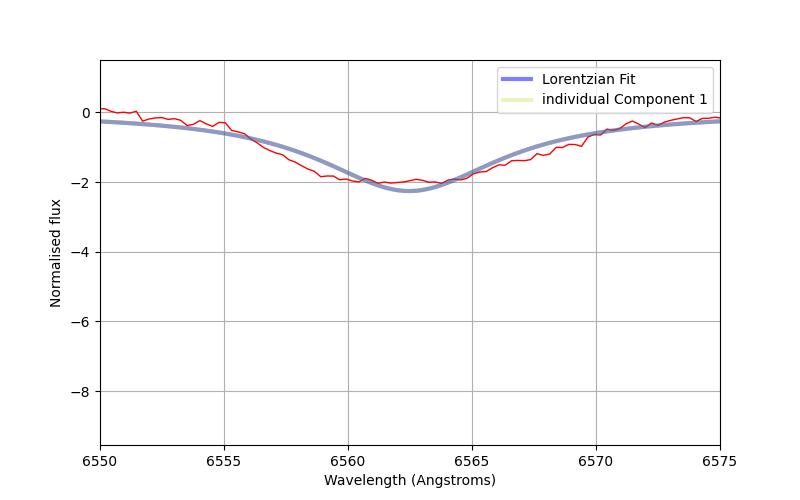 Lorentzian Fit
individual Component 1
0
−2
−4
−6
−8
Normalised flux
6550 6555 6560 6565 6570 6575
Wavelength (Angstroms)